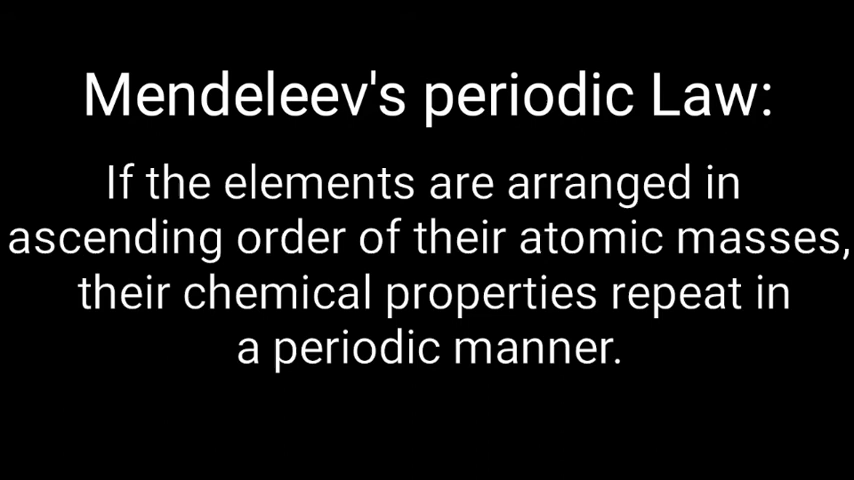 Mendeleev's periodic Law:
If the elements are arranged in
ascending order of their atomic masses,
their chemical properties repeat in
a periodic manner.